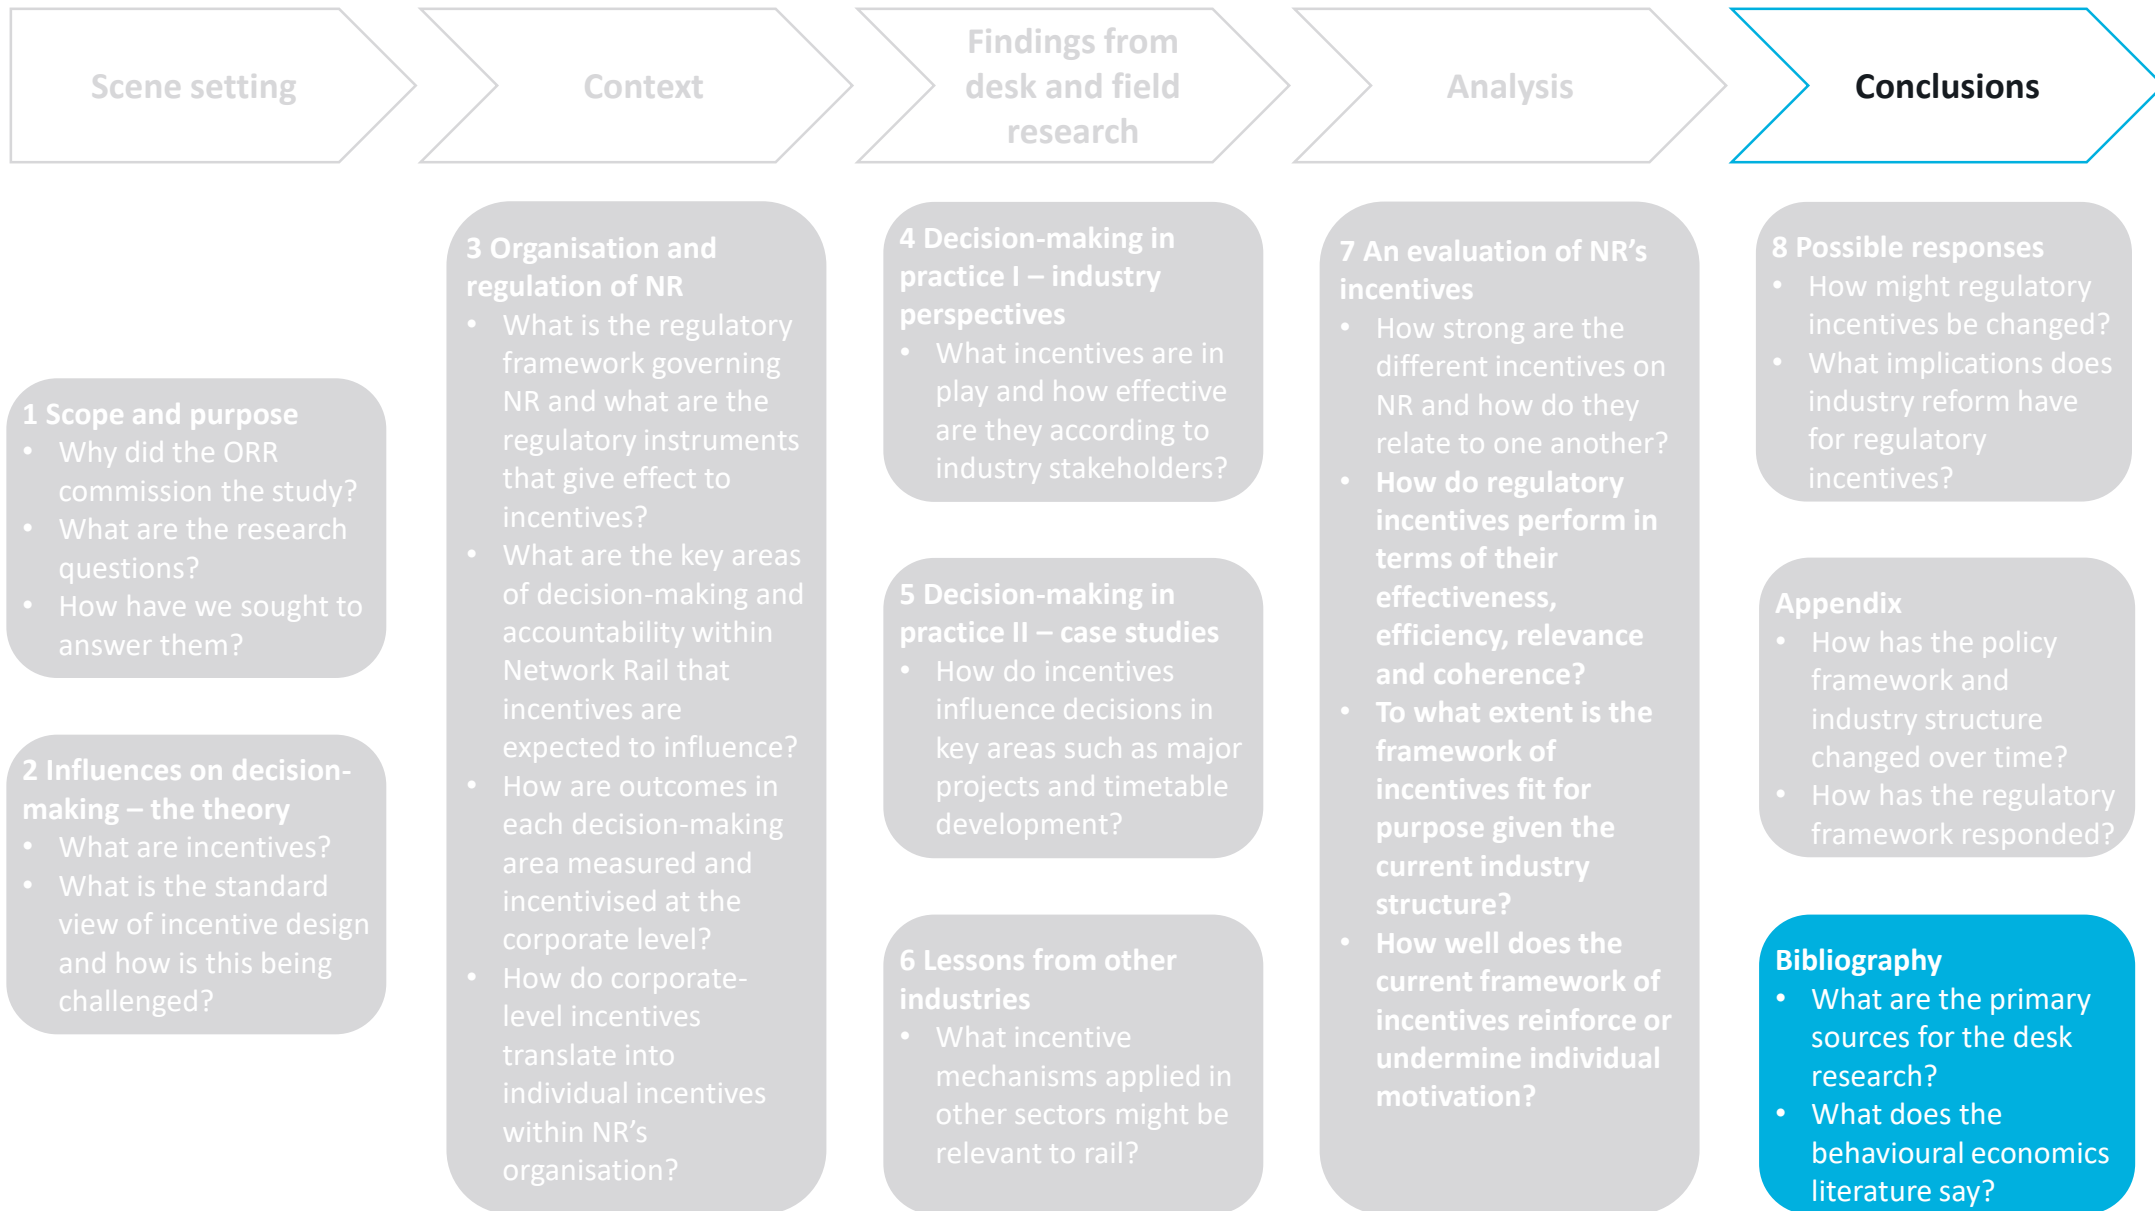 Scene setting
Context
Findings from
desk and field
research
Analysis
Conclusions
1 Scope and purpose
• Why did the ORR
commission the study?
• What are the research
questions?
• How have we sought to
answer them?
2 Influences on decision-
making – the theory
• What are incentives?
• What is the standard
view of incentive design
and how is this being
challenged?
3 Organisation and
regulation of NR
• What is the regulatory
framework governing
NR and what are the
regulatory instruments
that give effect to
incentives?
• What are the key areas
of decision-making and
accountability within
Network Rail that
incentives are
expected to influence?
• How are outcomes in
each decision-making
area measured and
incentivised at the
corporate level?
• How do corporate-
level incentives
translate into
individual incentives
within NR's
organisation?
4 Decision-making in
practice I – industry
perspectives
• What incentives are in
play and how effective
are they according to
industry stakeholders?
5 Decision-making in
practice II – case studies
• How do incentives
influence decisions in
key areas such as major
projects and timetable
development?
6 Lessons from other
industries
• What incentive
mechanisms applied in
other sectors might be
relevant to rail?
7 An evaluation of NR's
incentives
• How strong are the
different incentives on
NR and how do they
relate to one another?
• How do regulatory
incentives perform in
terms of their
effectiveness,
efficiency, relevance
and coherence?
• To what extent is the
framework of
incentives fit for
purpose given the
current industry
structure?
• How well does the
current framework of
incentives reinforce or
undermine individual
motivation?
8 Possible responses
• How might regulatory
incentives be changed?
• What implications does
industry reform have
for regulatory
incentives?
Appendix
• How has the policy
framework and
industry structure
changed over time?
• How has the regulatory
framework responded?
Bibliography
• What are the primary
sources for the desk
research?
• What does the
behavioural economics
literature say?